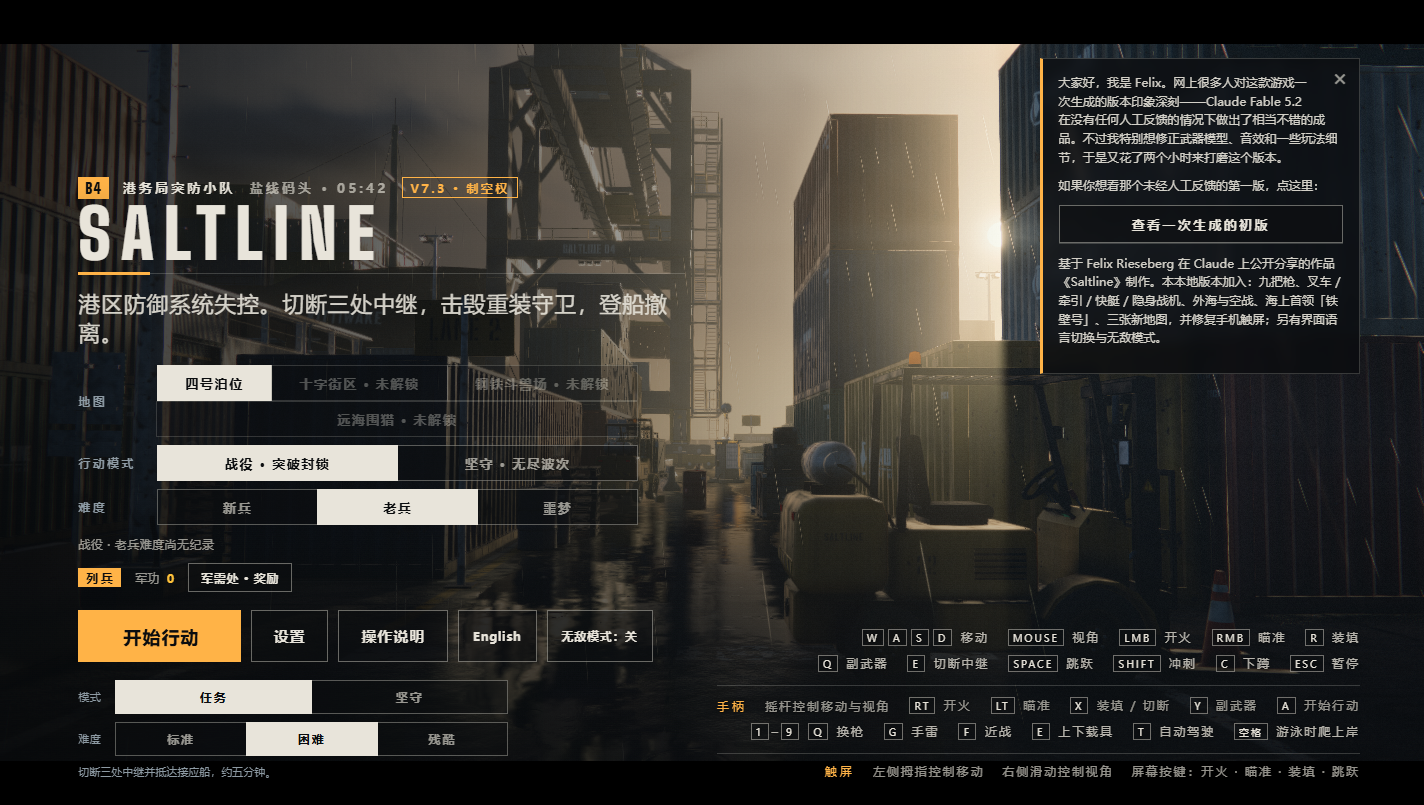 B4 港务局突防小队 盐线码头 • 05:42 V7.3 • 制空权
SALTLINE
港区防御系统失控。切断三处中继，击毁重装守卫，登船撤
离。
地图 四号泊位 十字街区 • 未解锁 钢铁斗兽场 • 未解锁
远海围猎 • 未解锁
行动模式 战役 • 突破封锁 坚守 • 无尽波次
难度 新兵 老兵 噩梦
战役 · 老兵难度尚无纪录
列兵 军功 0 军需处 • 奖励
开始行动 设置 操作说明 English 无敌模式：关
模式 任务 坚守
难度 标准 困难 残酷
切断三处中继并抵达接应船，约五分钟。
大家好，我是 Felix。网上很多人对这款游戏一 ×
次生成的版本印象深刻——Claude Fable 5.2
在没有任何人工反馈的情况下做出了相当不错的成
品。不过我特别想修正武器模型、音效和一些玩法细
节，于是又花了两个小时来打磨这个版本。
如果你想看那个未经人工反馈的第一版，点这里：
查看一次生成的初版
基于 Felix Rieseberg 在 Claude 上公开分享的作品
《Saltline》制作。本本地版本加入：九把枪、叉车 /
牵引 / 快艇 / 隐身战机、外海与空战、海上首领「铁
壁号」、三张新地图，并修复手机触屏；另有界面语
言切换与无敌模式。
SALTLINE 04
W A S D 移动 MOUSE 视角 LMB 开火 RMB 瞄准 R 装填
Q 副武器 E 切断中继 SPACE 跳跃 SHIFT 冲刺 C 下蹲 ESC 暂停
手柄 摇杆控制移动与视角 RT 开火 LT 瞄准 X 装填 / 切断 Y 副武器 A 开始行动
1–9 Q 换枪 G 手雷 F 近战 E 上下载具 T 自动驾驶 空格 游泳时爬上岸
触屏 左侧拇指控制移动 右侧滑动控制视角 屏幕按键：开火 · 瞄准 · 装填 · 跳跃